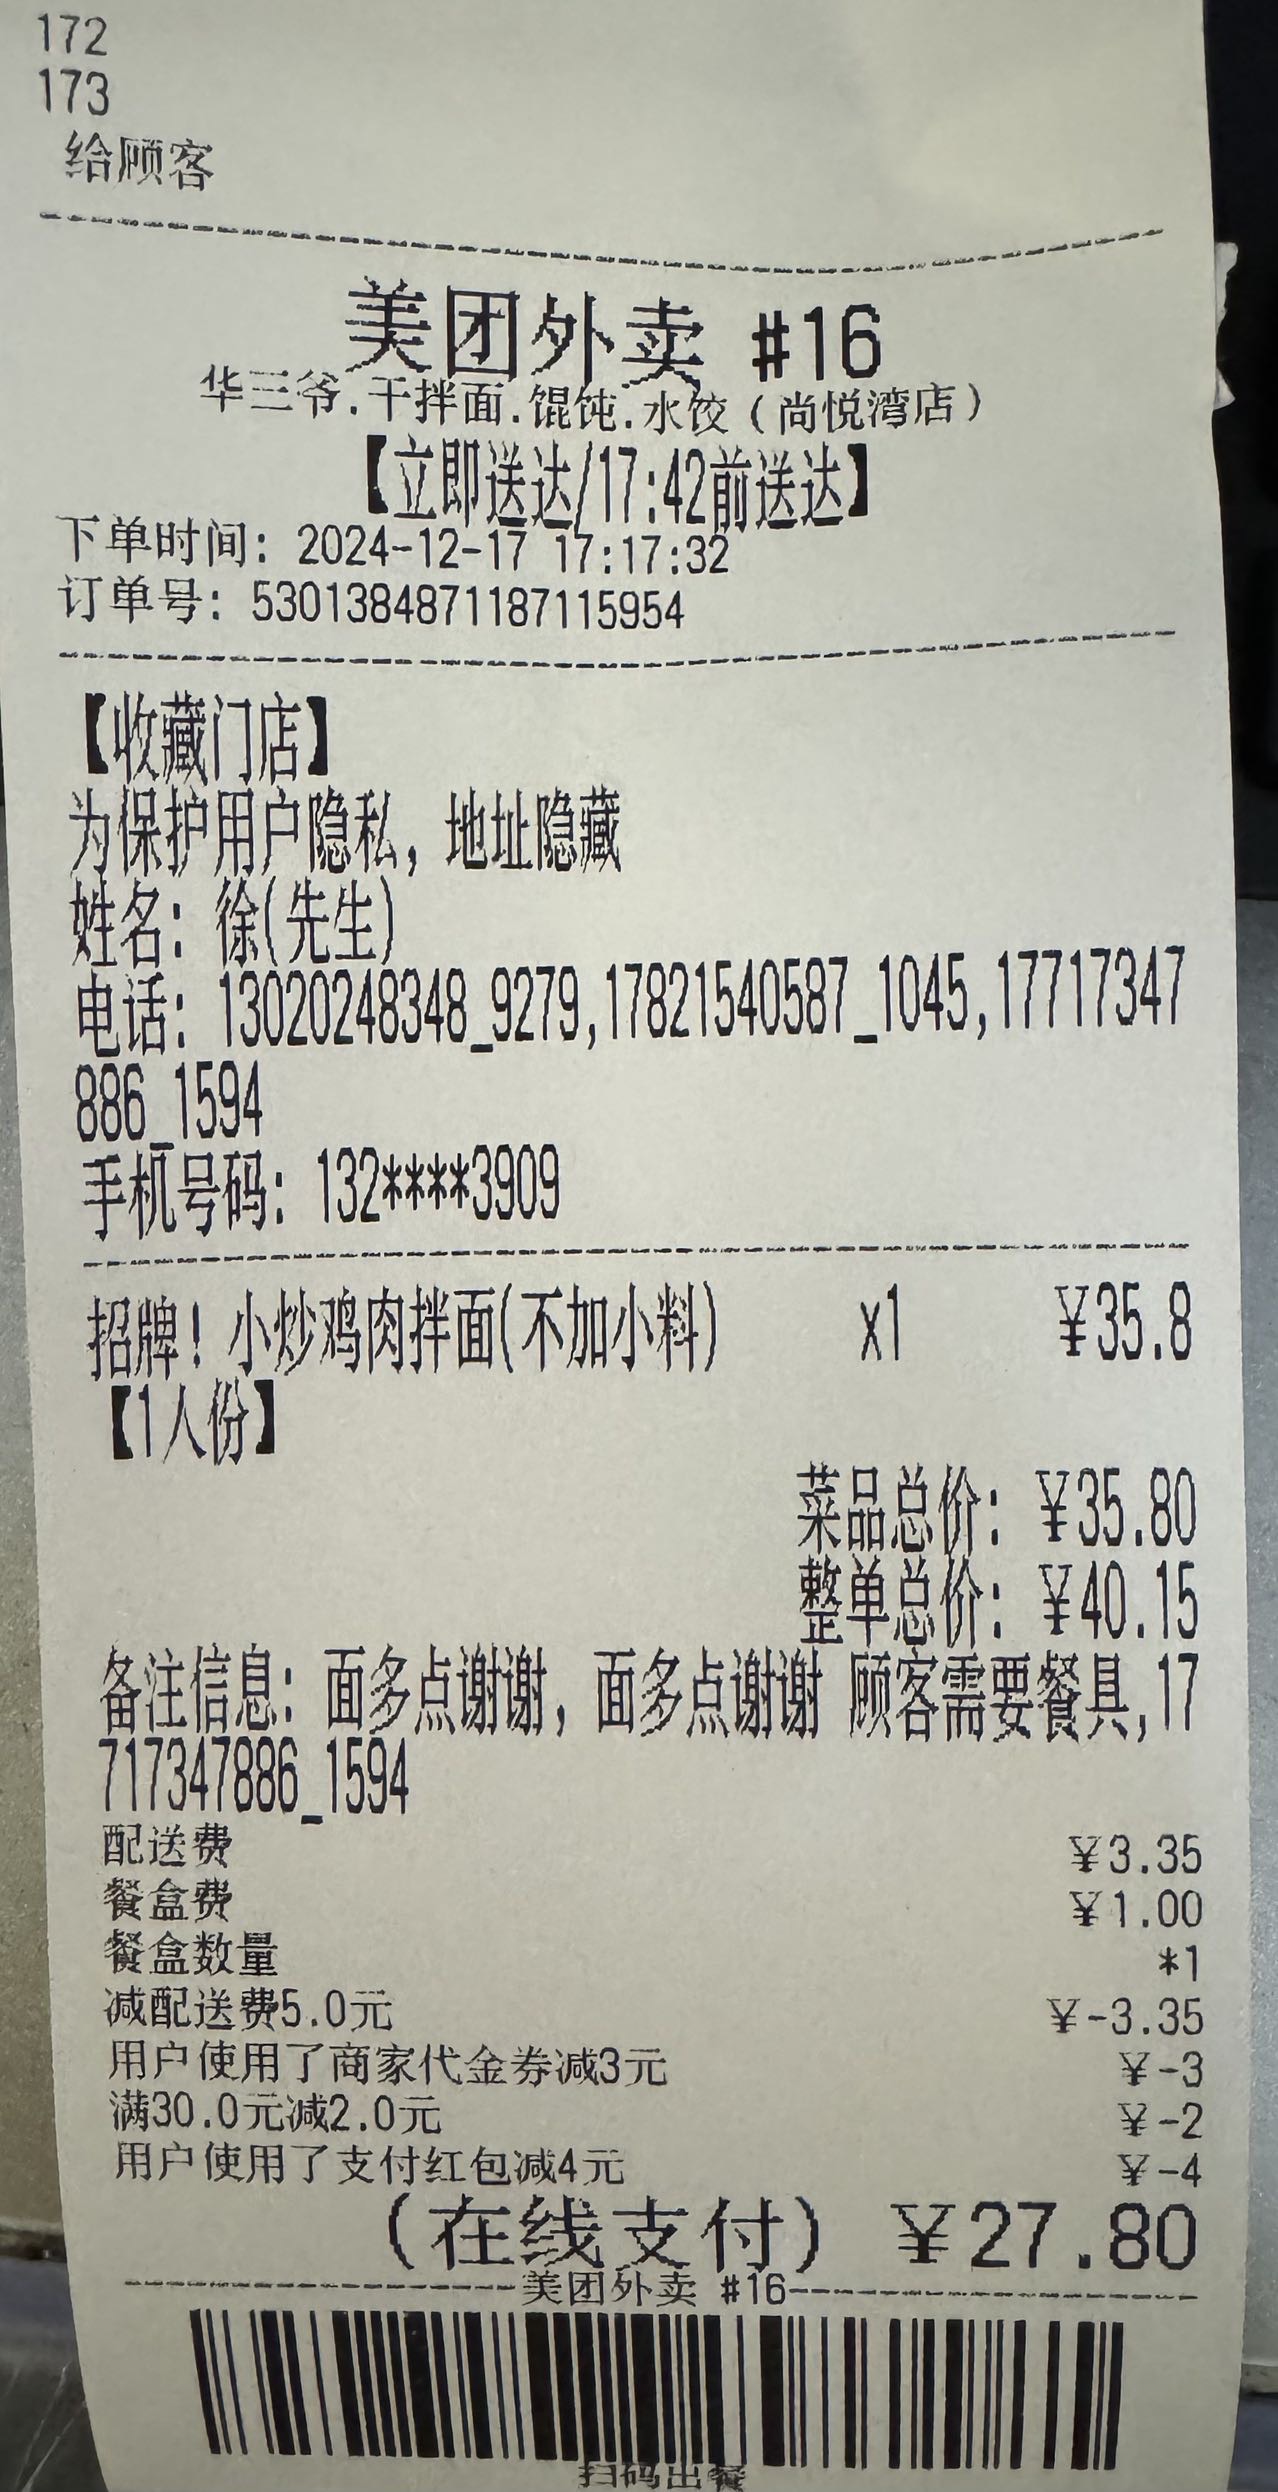 172
173
给顾客
美团外卖 #16
华三爷.干拌面.馄饨.水饺(尚悦湾店)
【立即送达/17:42前送达】
下单时间: 2024-12-17 17:17:32
订单号: 5301384871187115954
【收藏门店】
为保护用户隐私, 地址隐藏
姓名: 徐(先生)
电话: 13020248348_9279,17821540587_1045,17717347
886_1594
手机号码: 132****3909
招牌! 小炒鸡肉拌面(不加小料) x1 ¥35.8
【1人份】
菜品总价: ¥35.80
整单总价: ¥40.15
备注信息: 面多点谢谢, 面多点谢谢 顾客需要餐具,17
717347886_1594
配送费 ¥3.35
餐盒费 ¥1.00
餐盒数量 *1
减配送费5.0元 ¥-3.35
用户使用了商家代金券减3元 ¥-3
满30.0元减2.0元 ¥-2
用户使用了支付红包减4元 ¥-4
(在线支付) ¥27.80
美团外卖 #16
扫码出餐